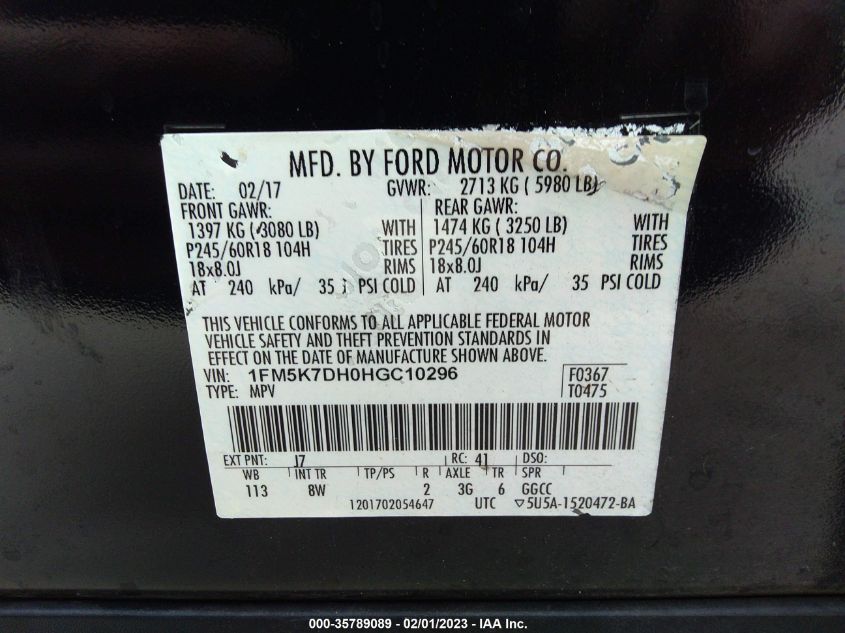 MFD. BY FORD MOTOR CO.
DATE: 02/17 GVWR: 2713 KG ( 5980 LB)
FRONT GAWR: REAR GAWR:
1397 KG ( 3080 LB) WITH 1474 KG ( 3250 LB) WITH
P245/60R18 104H TIRES P245/60R18 104H TIRES
18x8.0J RIMS 18x8.0J RIMS
AT 240 kPa/ 35 PSI COLD AT 240 kPa/ 35 PSI COLD
THIS VEHICLE CONFORMS TO ALL APPLICABLE FEDERAL MOTOR
VEHICLE SAFETY AND THEFT PREVENTION STANDARDS IN
EFFECT ON THE DATE OF MANUFACTURE SHOWN ABOVE.
VIN: 1FM5K7DH0HGC10296 F0367
TYPE: MPV T0475
EXT PNT: J7 RC: 41 DSO:
WB INT TR TP/PS R AXLE TR SPR
113 8W 2 3G 6 GGCC
1201702054647 UTC ▽5U5A-1520472-BA
000-35789089 - 02/01/2023 - IAA Inc.